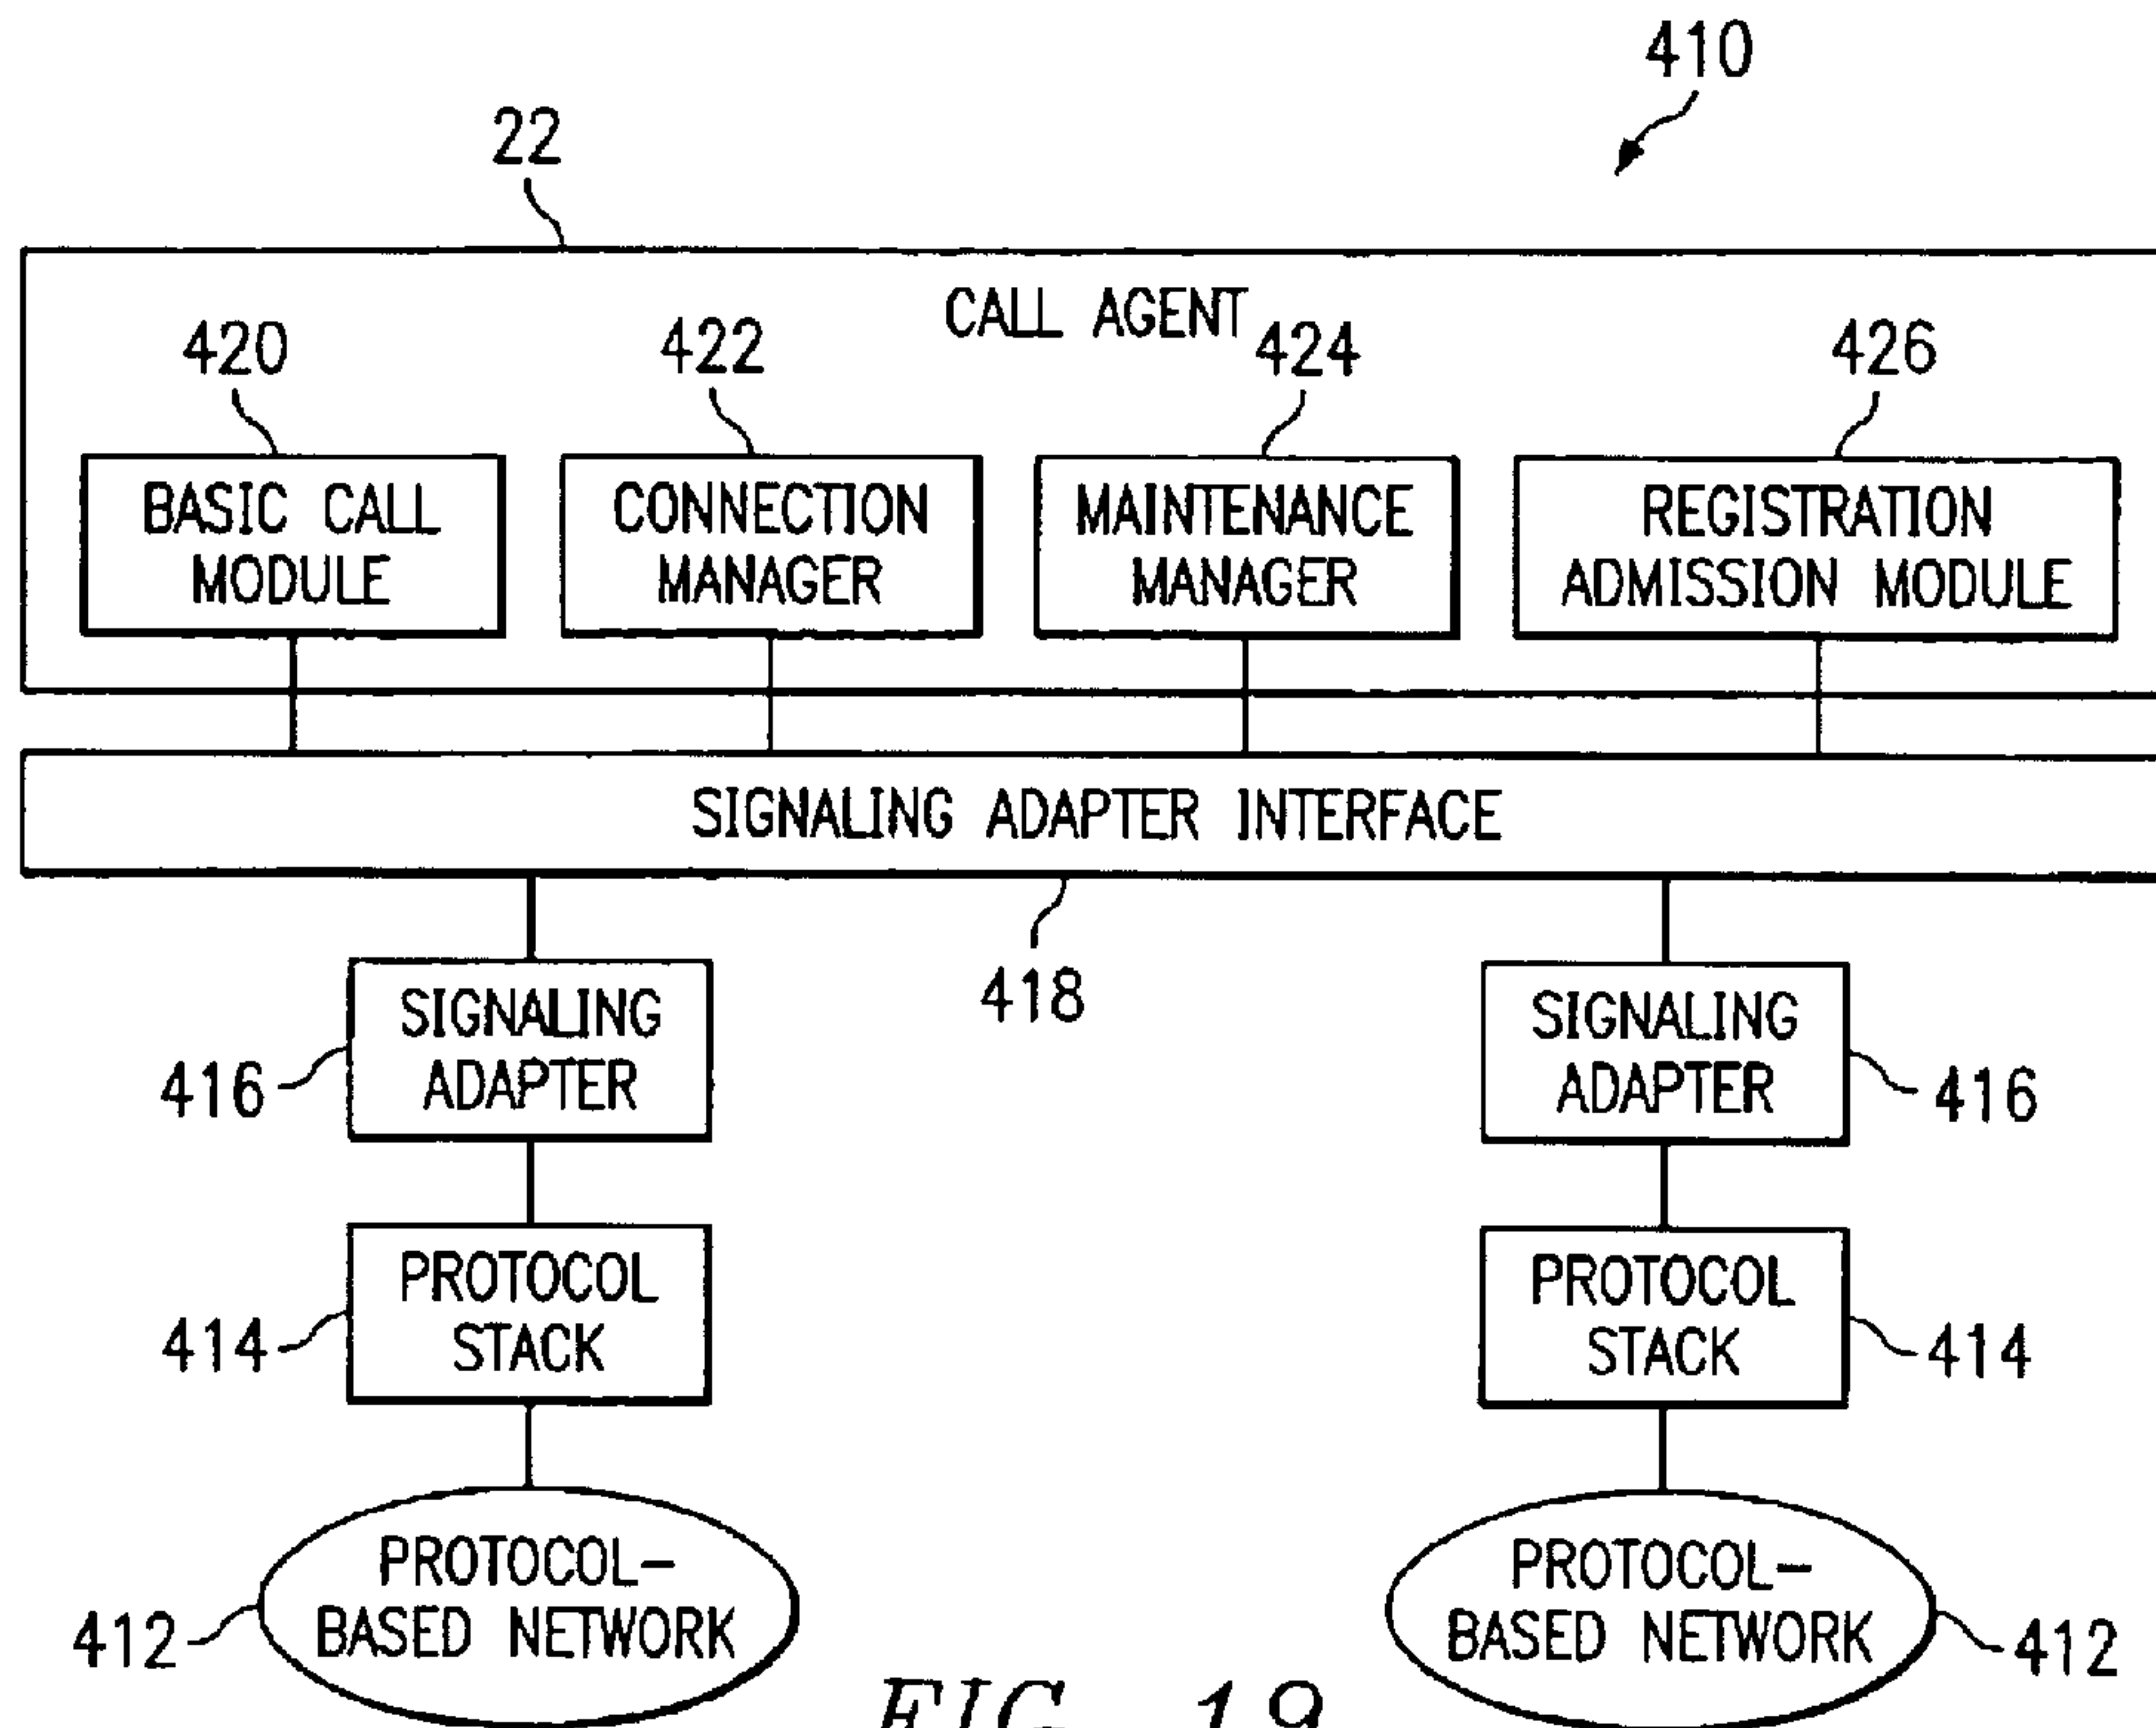 410
22
CALL AGENT
420
422
424
426
BASIC CALL
MODULE
CONNECTION
MANAGER
MAINTENANCE
MANAGER
REGISTRATION
ADMISSION MODULE
SIGNALING ADAPTER INTERFACE
418
SIGNALING
ADAPTER
416
SIGNALING
ADAPTER
416
PROTOCOL
STACK
414
PROTOCOL
STACK
414
PROTOCOL-
BASED NETWORK
412
PROTOCOL-
BASED NETWORK
412
FIG. 19